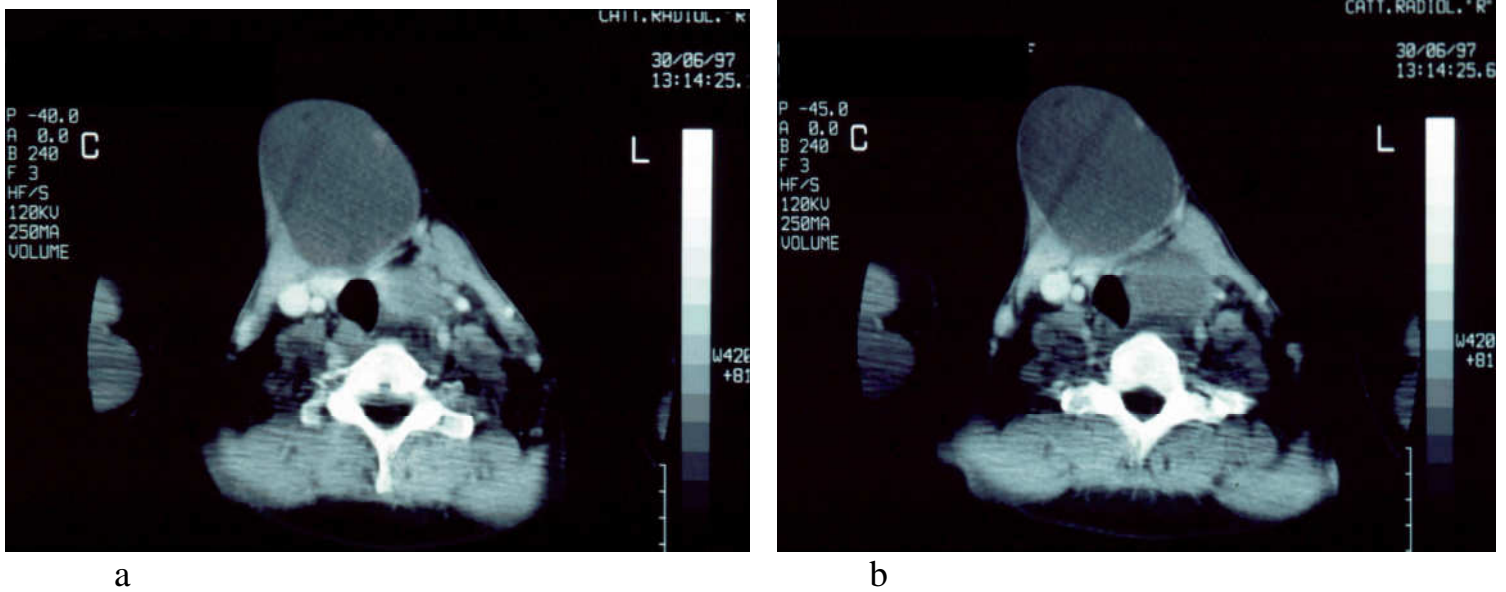 CATT.RADIOL."R
30/06/97
13:14:25.
P -40.0
A 0.0
B 240
F 3
HF/S
120KV
250MA
VOLUME
C
L
W420
+81
a
CATT.RADIOL."R"
F
30/06/97
13:14:25.6
P -45.0
A 0.0
B 240
F 3
HF/S
120KV
250MA
VOLUME
C
L
W420
+81
b